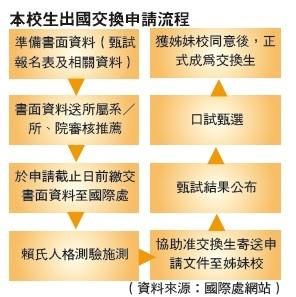 本校生出國交換申請流程
準備書面資料（甄試
報名表及相關資料）
書面資料送所屬系／
所、院審核推薦
於申請截止日前繳交
書面資料至國際處
賴氏人格測驗施測
協助准交換生寄送申
請文件至姊妹校
甄試結果公布
口試甄選
獲姊妹校同意後，正
式成為交換生
（資料來源：國際處網站）